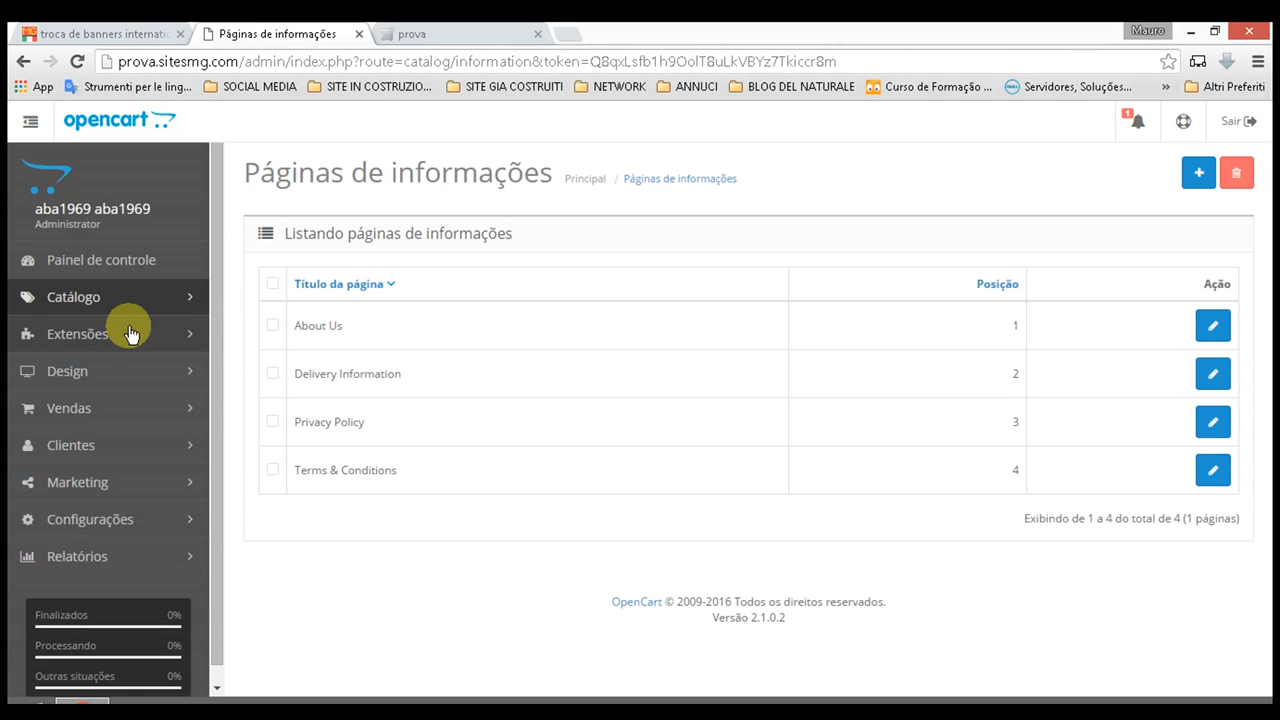 troca de banners internati
Páginas de informações
prova
Mauro
prova.sitesmg.com/admin/index.php?route=catalog/information&token=Q8qxLsfb1h9OolT8uLkVBYz7Tkiccr8m
App
Strumenti per le ling...
SOCIAL MEDIA
SITE IN COSTRUZIO...
SITE GIA COSTRUITI
NETWORK
ANNUCI
BLOG DEL NATURALE
Curso de Formação ...
Servidores, Soluções...
»
Altri Preferiti
opencart
1
Sair
aba1969 aba1969
Administrator
Painel de controle
Catálogo
Extensões
Design
Vendas
Clientes
Marketing
Configurações
Relatórios
Finalizados 0%
Processando 0%
Outras situações 0%
Páginas de informações
Principal / Páginas de informações
Listando páginas de informações
Título da página Posição Ação
About Us 1
Delivery Information 2
Privacy Policy 3
Terms & Conditions 4
Exibindo de 1 a 4 do total de 4 (1 páginas)
OpenCart © 2009-2016 Todos os direitos reservados.
Versão 2.1.0.2